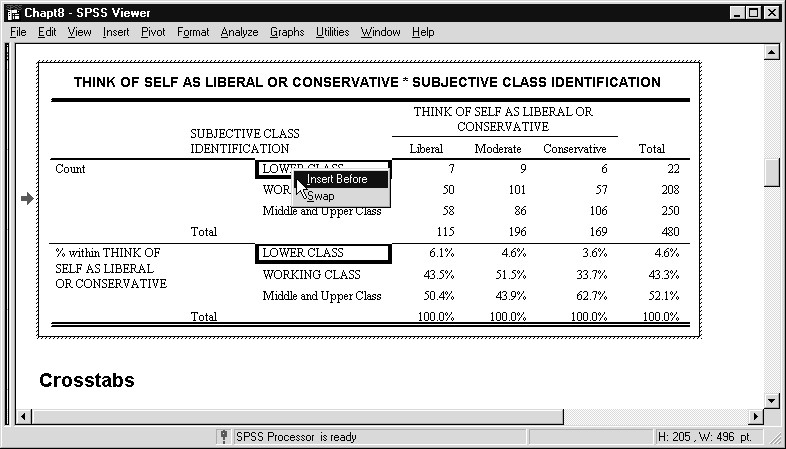 Chapt8 - SPSS Viewer
File Edit View Insert Pivot Format Analyze Graphs Utilities Window Help
THINK OF SELF AS LIBERAL OR CONSERVATIVE * SUBJECTIVE CLASS IDENTIFICATION
THINK OF SELF AS LIBERAL OR
CONSERVATIVE
SUBJECTIVE CLASS
IDENTIFICATION Liberal Moderate Conservative Total
Count LOWER CLASS 7 9 6 22
Insert Before
WOR 50 101 57 208
Swap
Middle and Upper Class 58 86 106 250
Total 115 196 169 480
% within THINK OF LOWER CLASS 6.1% 4.6% 3.6% 4.6%
SELF AS LIBERAL WORKING CLASS 43.5% 51.5% 33.7% 43.3%
OR CONSERVATIVE Middle and Upper Class 50.4% 43.9% 62.7% 52.1%
Total 100.0% 100.0% 100.0% 100.0%
Crosstabs
SPSS Processor is ready H: 205 , W: 496 pt.